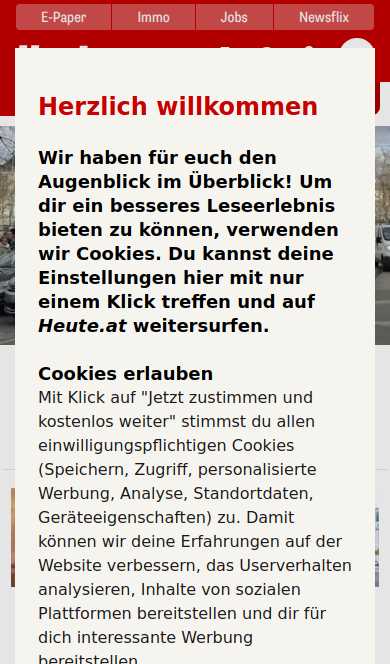 E-Paper Immo Jobs Newsflix
Herzlich willkommen
Wir haben für euch den
Augenblick im Überblick! Um
dir ein besseres Leseerlebnis
bieten zu können, verwenden
wir Cookies. Du kannst deine
Einstellungen hier mit nur
einem Klick treffen und auf
Heute.at weitersurfen.
Cookies erlauben
Mit Klick auf "Jetzt zustimmen und
kostenlos weiter" stimmst du allen
einwilligungspflichtigen Cookies
(Speichern, Zugriff, personalisierte
Werbung, Analyse, Standortdaten,
Geräteeigenschaften) zu. Damit
können wir deine Erfahrungen auf der
Website verbessern, das Userverhalten
analysieren, Inhalte von sozialen
Plattformen bereitstellen und dir für
dich interessante Werbung
bereitstellen